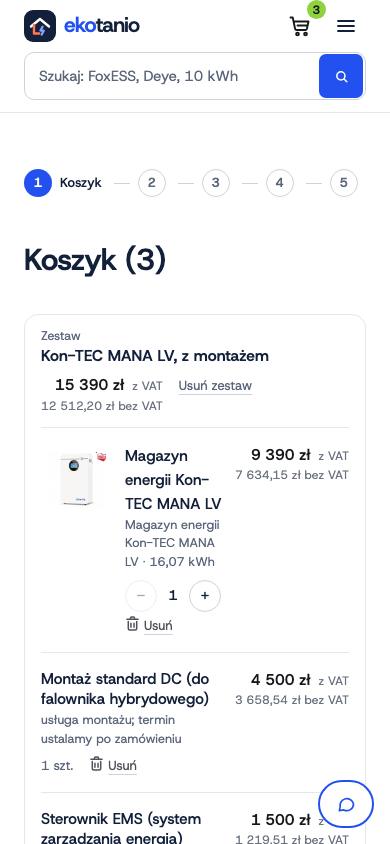 ekotanio
3
Szukaj: FoxESS, Deye, 10 kWh
1 Koszyk 2 3 4 5
Koszyk (3)
Zestaw
Kon-TEC MANA LV, z montażem
15 390 zł z VAT Usuń zestaw
12 512,20 zł bez VAT
Magazyn
energii Kon-
TEC MANA LV
9 390 zł z VAT
7 634,15 zł bez VAT
Magazyn energii
Kon-TEC MANA
LV · 16,07 kWh
− 1 +
Usuń
Montaż standard DC (do
falownika hybrydowego)
4 500 zł z VAT
3 658,54 zł bez VAT
usługa montażu; termin
ustalamy po zamówieniu
1 szt. Usuń
Sterownik EMS (system
zarządzania energią)
1 500 zł z
1 219,51 zł bez VAT